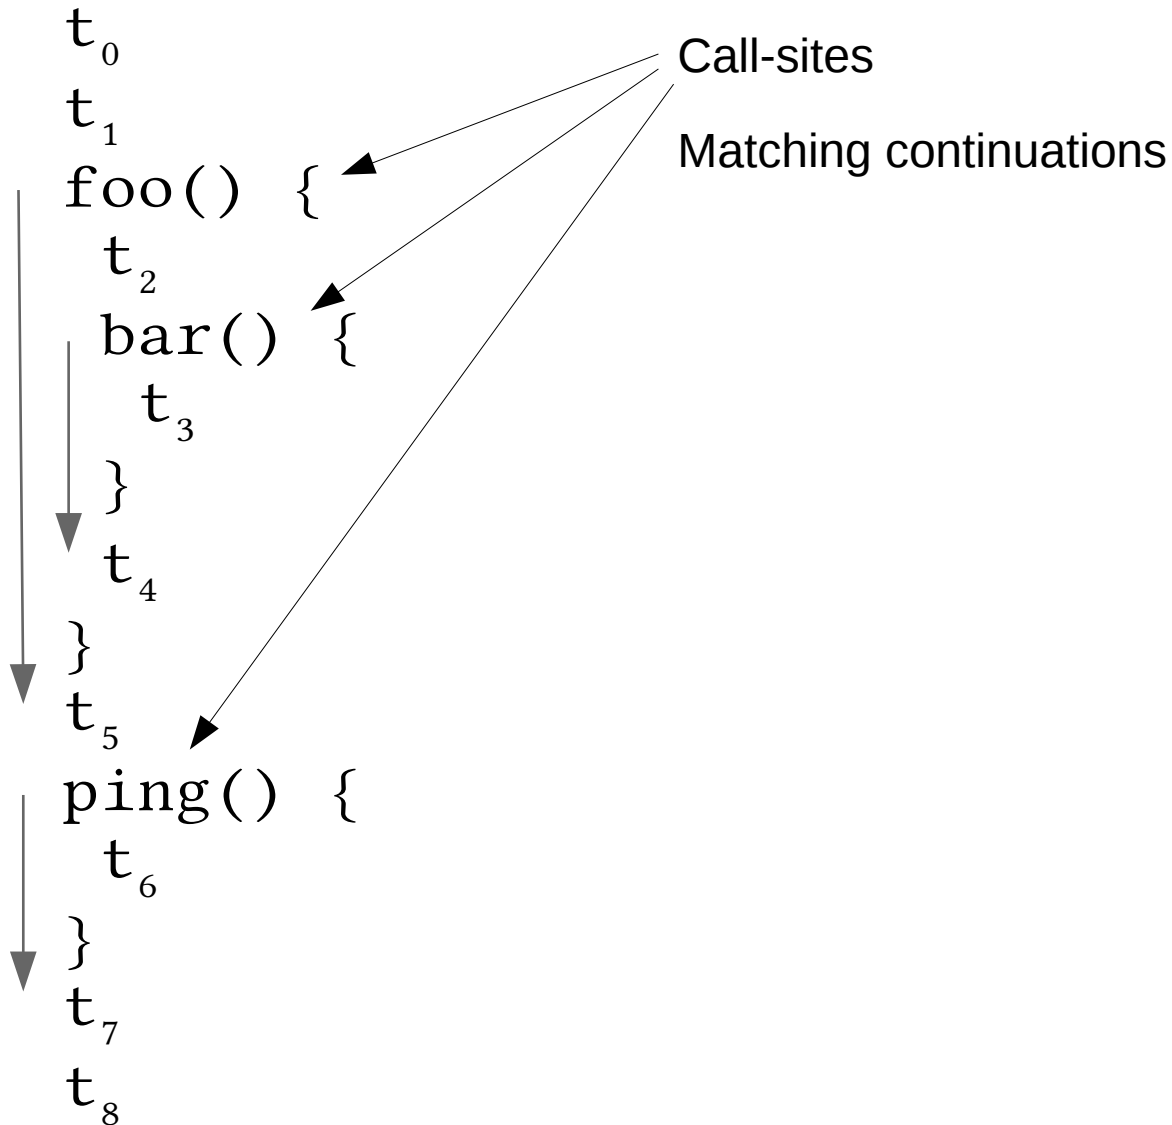 t₀
t₁
foo() {
t₂
bar() {
t₃
}
t₄
}
t₅
ping() {
t₆
}
t₇
t₈
Call-sites
Matching continuations